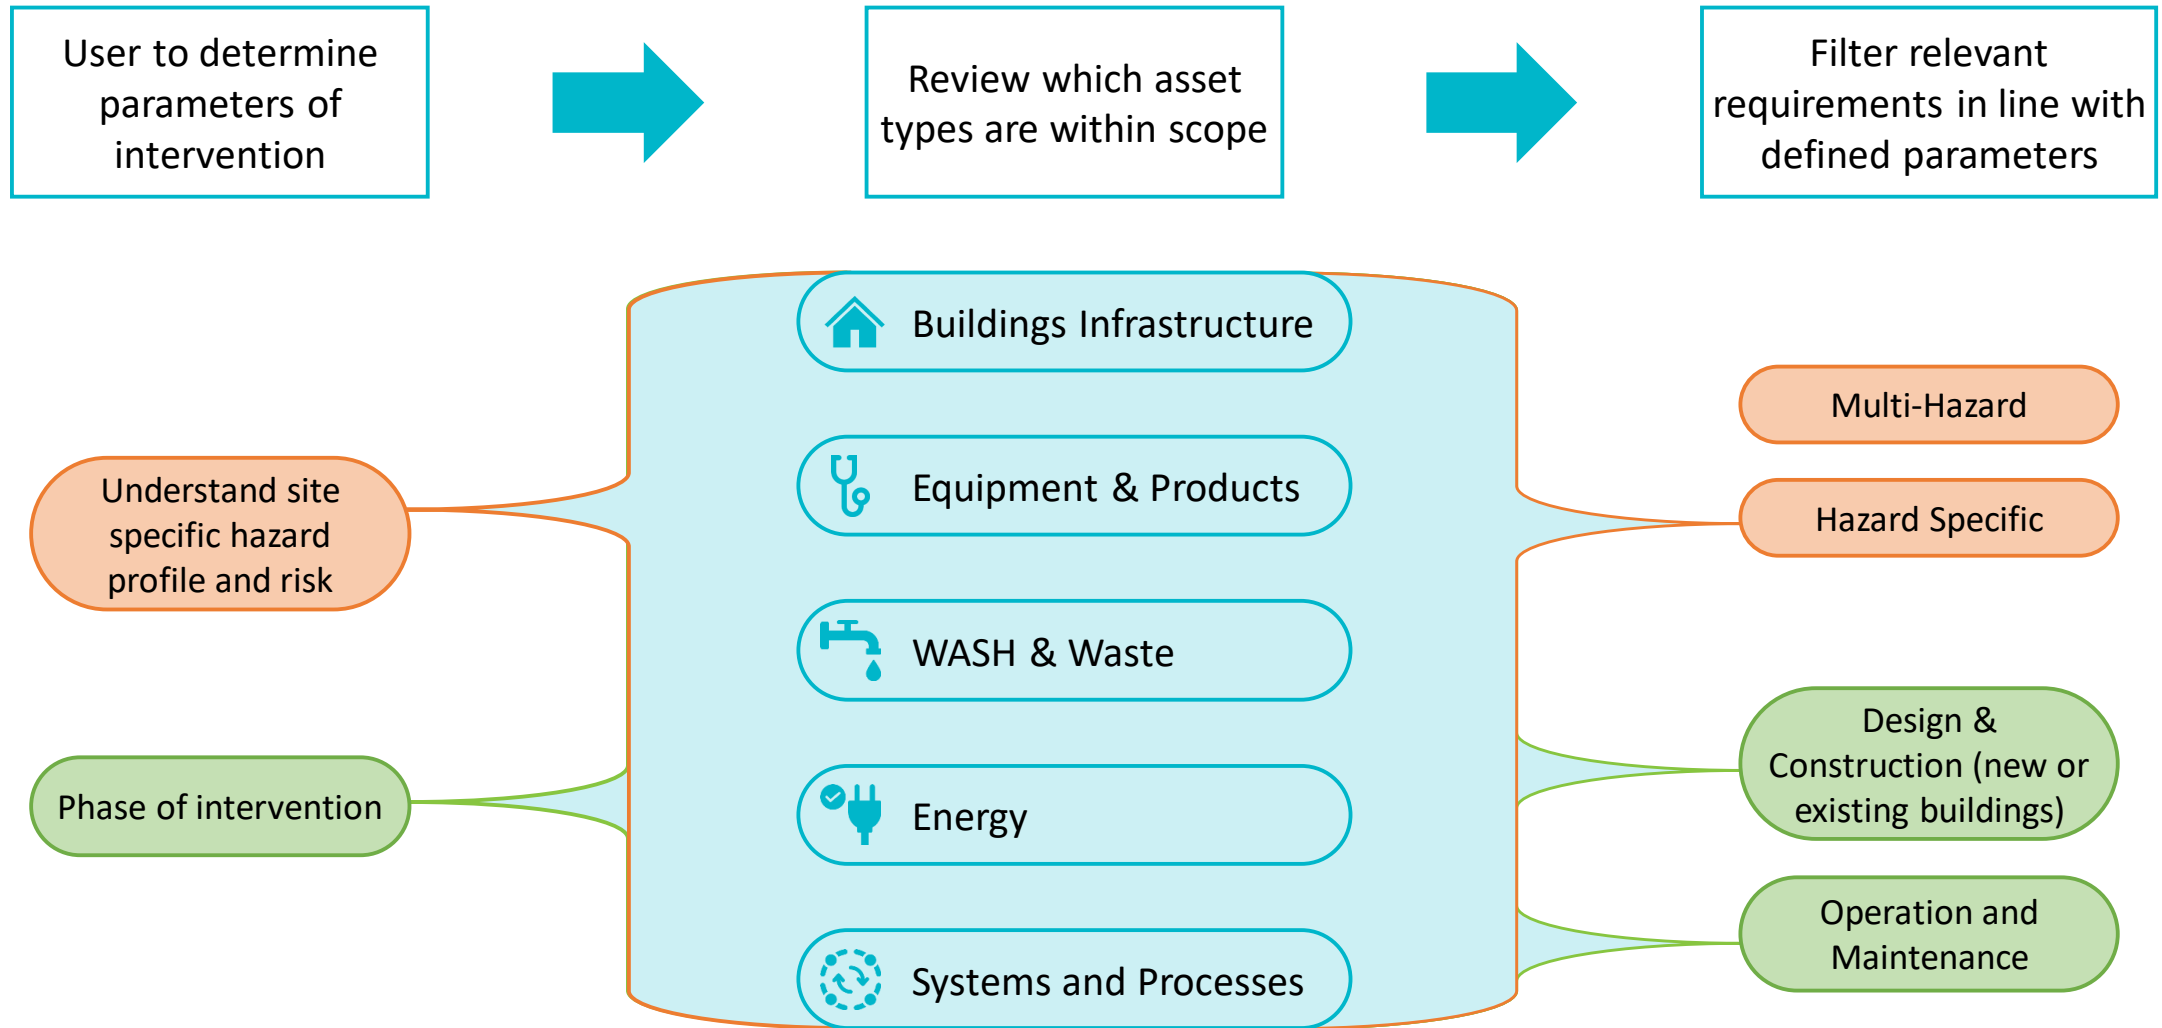 User to determine
parameters of
intervention
Review which asset
types are within scope
Filter relevant
requirements in line with
defined parameters
Understand site
specific hazard
profile and risk
Phase of intervention
Buildings Infrastructure
Equipment & Products
WASH & Waste
Energy
Systems and Processes
Multi-Hazard
Hazard Specific
Design &
Construction (new or
existing buildings)
Operation and
Maintenance